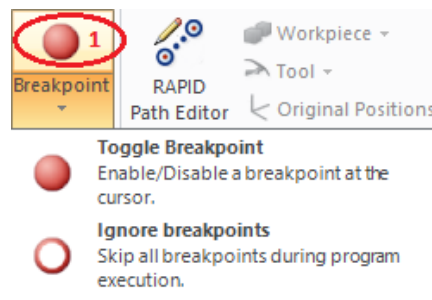 1
Workpiece
Breakpoint
RAPID
Path Editor
Tool
Original Positions
Toggle Breakpoint
Enable/Disable a breakpoint at the
cursor.
Ignore breakpoints
Skip all breakpoints during program
execution.